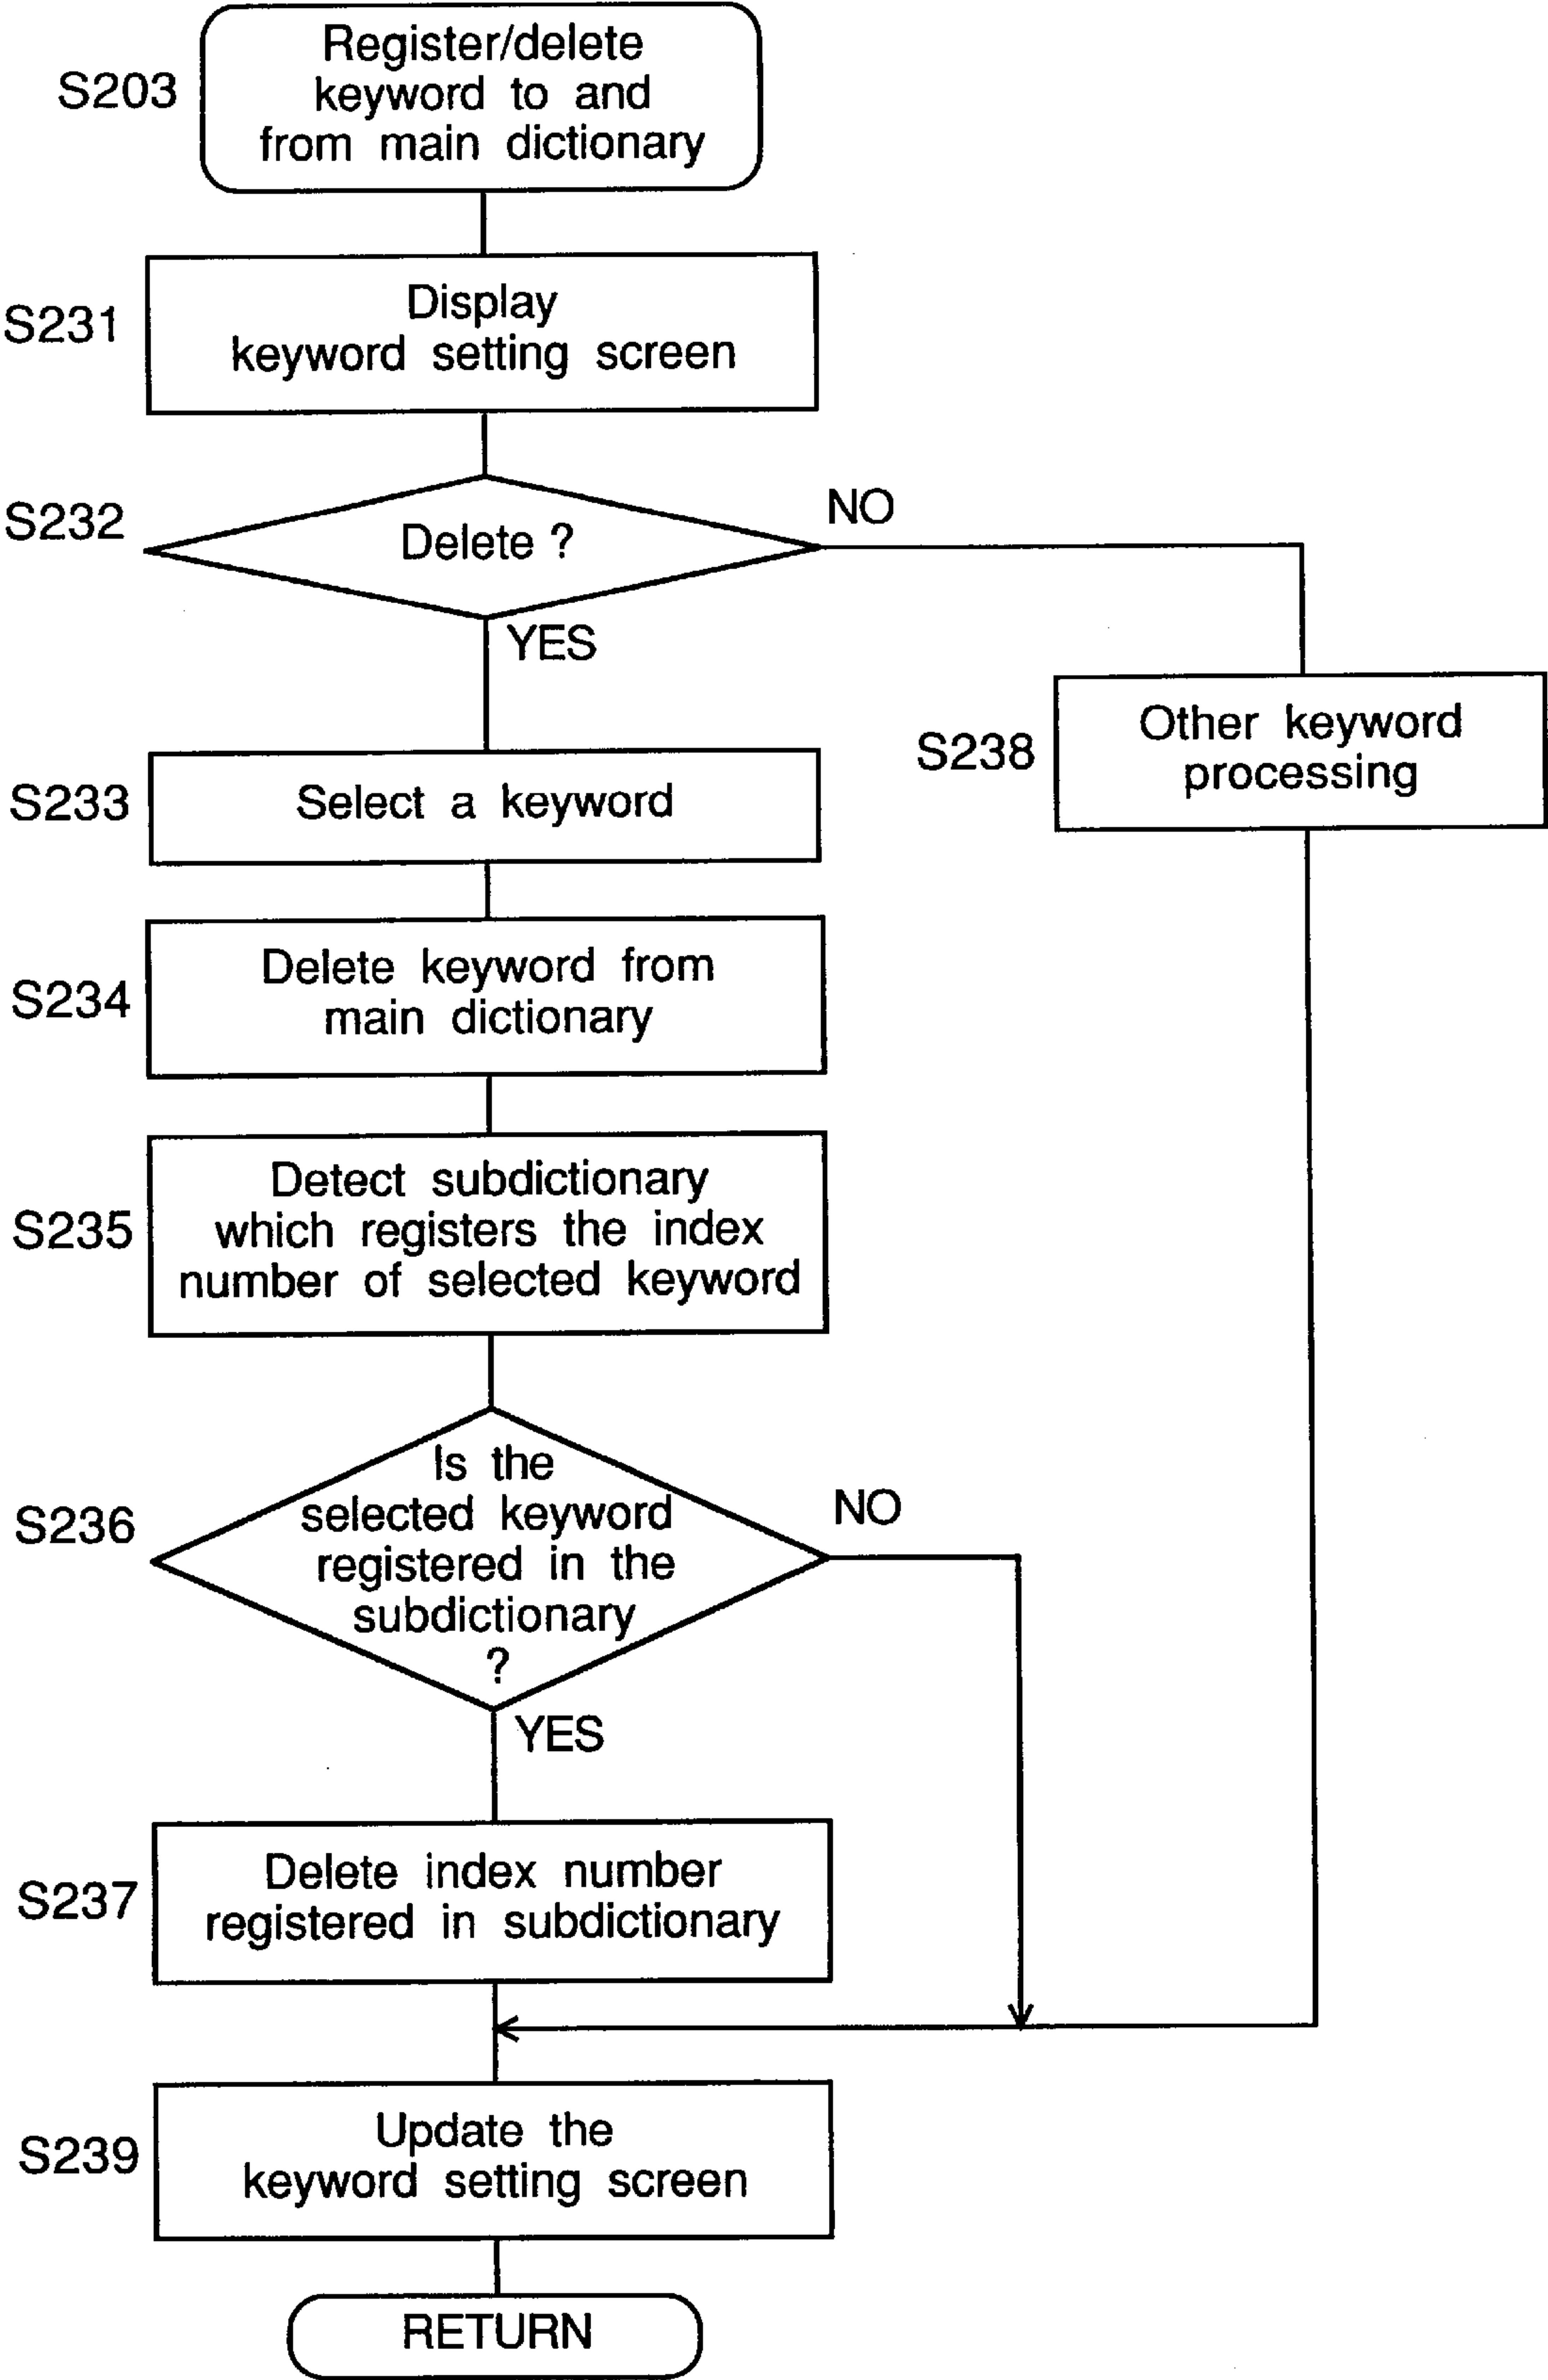 Register/delete
S203
keyword to and
from main dictionary
Display
S231
keyword setting screen
NO
S232
Delete ?
YES
Other keyword
S238
processing
S233
Select a keyword
Delete keyword from
S234
main dictionary
Detect subdictionary
S235
which registers the index
number of selected keyword
Is the
selected keyword
NO
S236
registered in the
subdictionary
?
YES
Delete index number
S237
registered in subdictionary
Update the
S239
keyword setting screen
RETURN